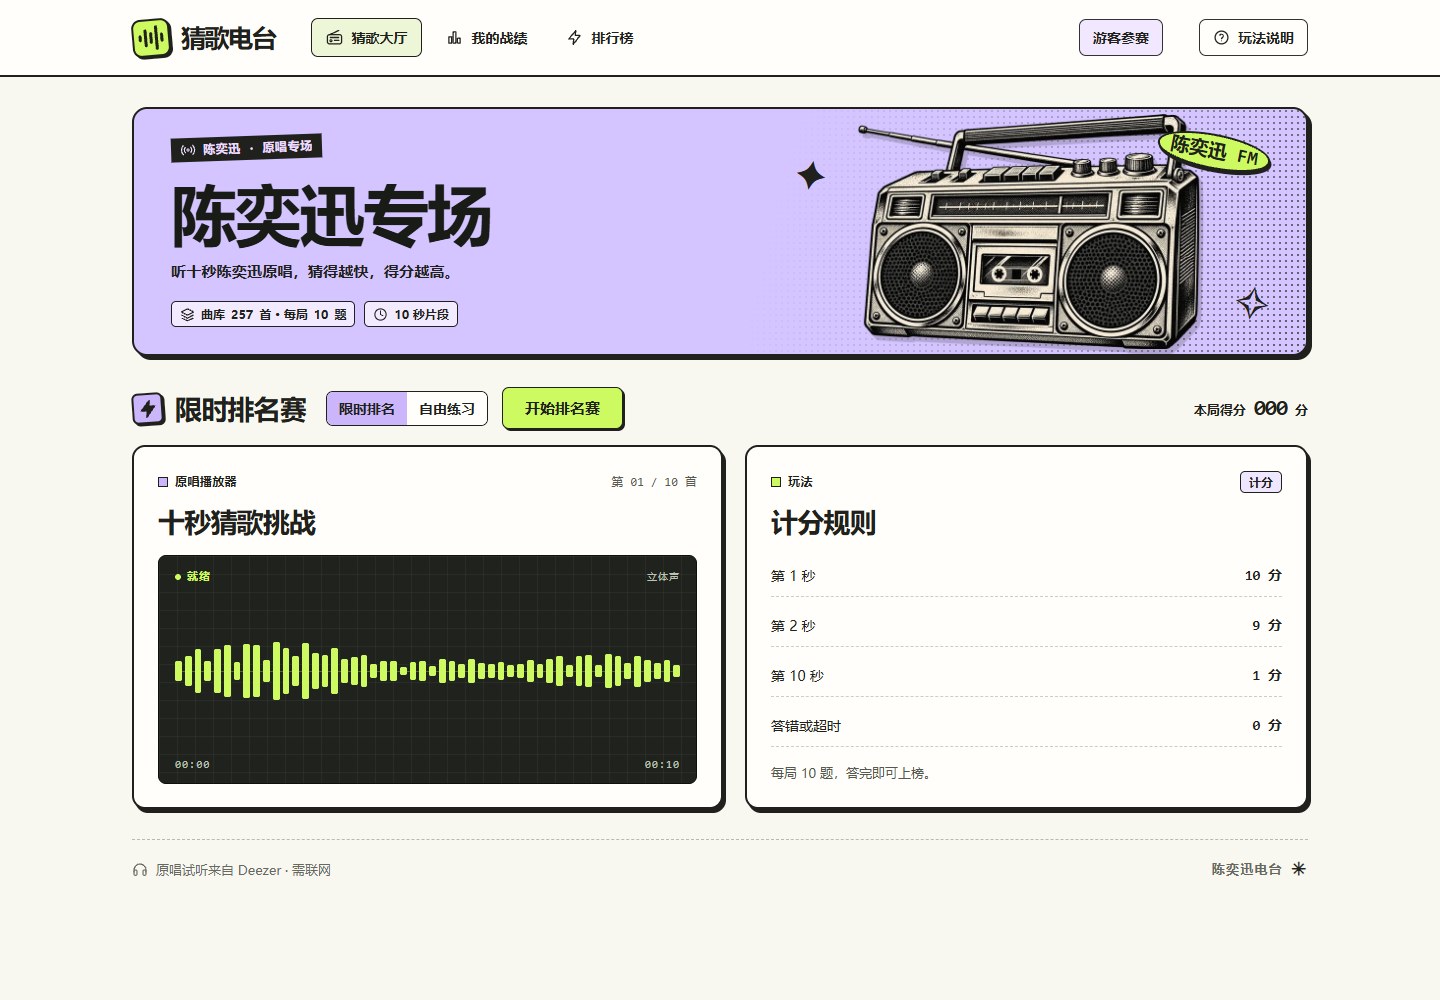 猜歌电台
猜歌大厅
我的战绩
排行榜
游客参赛
玩法说明
陈奕迅 · 原唱专场
陈奕迅专场
听十秒陈奕迅原唱，猜得越快，得分越高。
曲库 257 首 • 每局 10 题
10 秒片段
陈奕迅 FM
限时排名赛
限时排名
自由练习
开始排名赛
本局得分 000 分
原唱播放器
第 01 / 10 首
十秒猜歌挑战
就绪
立体声
00:00
00:10
玩法
计分
计分规则
第 1 秒
10 分
第 2 秒
9 分
第 10 秒
1 分
答错或超时
0 分
每局 10 题，答完即可上榜。
原唱试听来自 Deezer · 需联网
陈奕迅电台